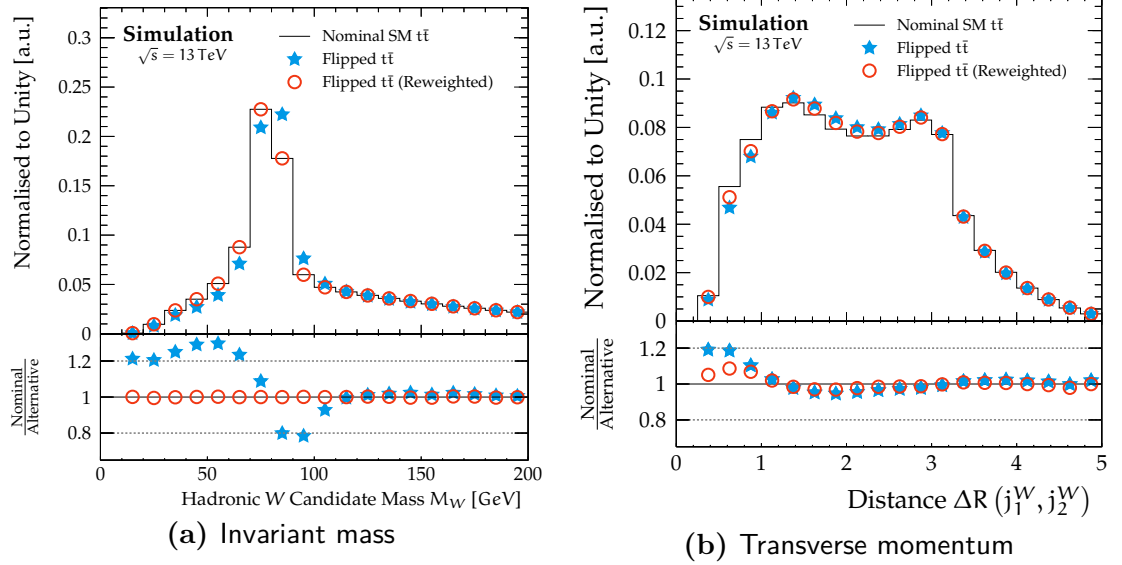 Simulation
√s = 13 TeV
Nominal SM tt̄
Flipped tt̄
Flipped tt̄ (Reweighted)
Normalised to Unity [a.u.]
0.3
0.25
0.2
0.15
0.1
0.05
0
Nominal
Alternative
1.2
1
0.8
0 50 100 150 200
Hadronic W Candidate Mass M_W [GeV]
(a) Invariant mass
Simulation
√s = 13 TeV
Nominal SM tt̄
Flipped tt̄
Flipped tt̄ (Reweighted)
Normalised to Unity [a.u.]
0.12
0.1
0.08
0.06
0.04
0.02
0
Nominal
Alternative
1.2
1
0.8
0 1 2 3 4 5
Distance ΔR (j₁ᵂ, j₂ᵂ)
(b) Transverse momentum